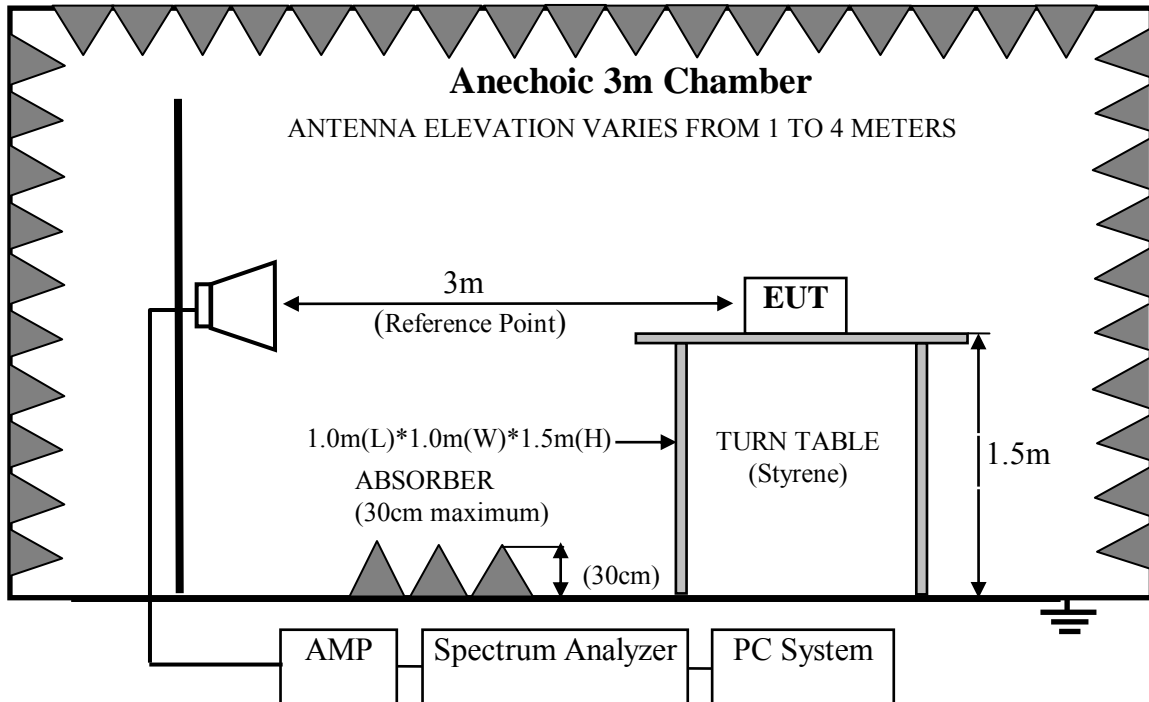 Anechoic 3m Chamber
ANTENNA ELEVATION VARIES FROM 1 TO 4 METERS
3m
(Reference Point)
EUT
1.0m(L)*1.0m(W)*1.5m(H)
TURN TABLE
(Styrene)
1.5m
ABSORBER
(30cm maximum)
(30cm)
AMP
Spectrum Analyzer
PC System